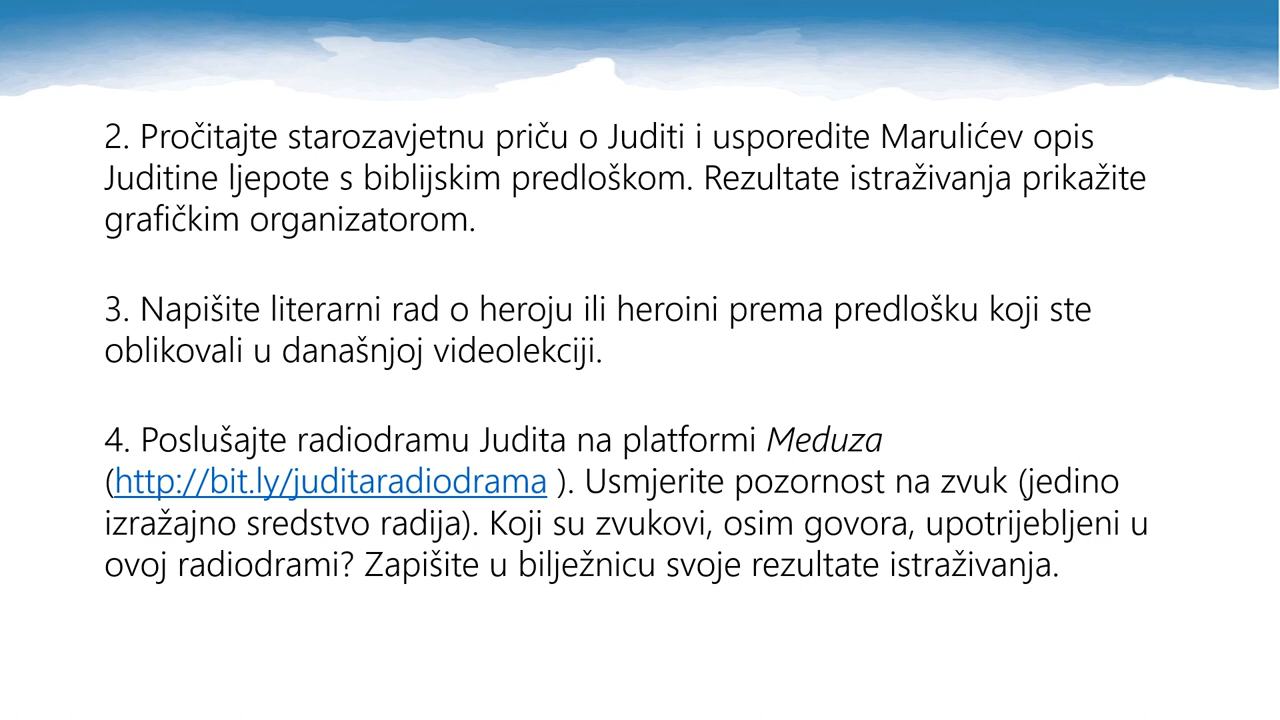 2. Pročitajte starozavjetnu priču o Juditi i usporedite Marulićev opis
Juditine ljepote s biblijskim predloškom. Rezultate istraživanja prikažite
grafičkim organizatorom.
3. Napišite literarni rad o heroju ili heroini prema predlošku koji ste
oblikovali u današnjoj videolekciji.
4. Poslušajte radiodramu Judita na platformi Meduza
(http://bit.ly/juditaradiodrama ). Usmjerite pozornost na zvuk (jedino
izražajno sredstvo radija). Koji su zvukovi, osim govora, upotrijebljeni u
ovoj radiodrami? Zapišite u bilježnicu svoje rezultate istraživanja.